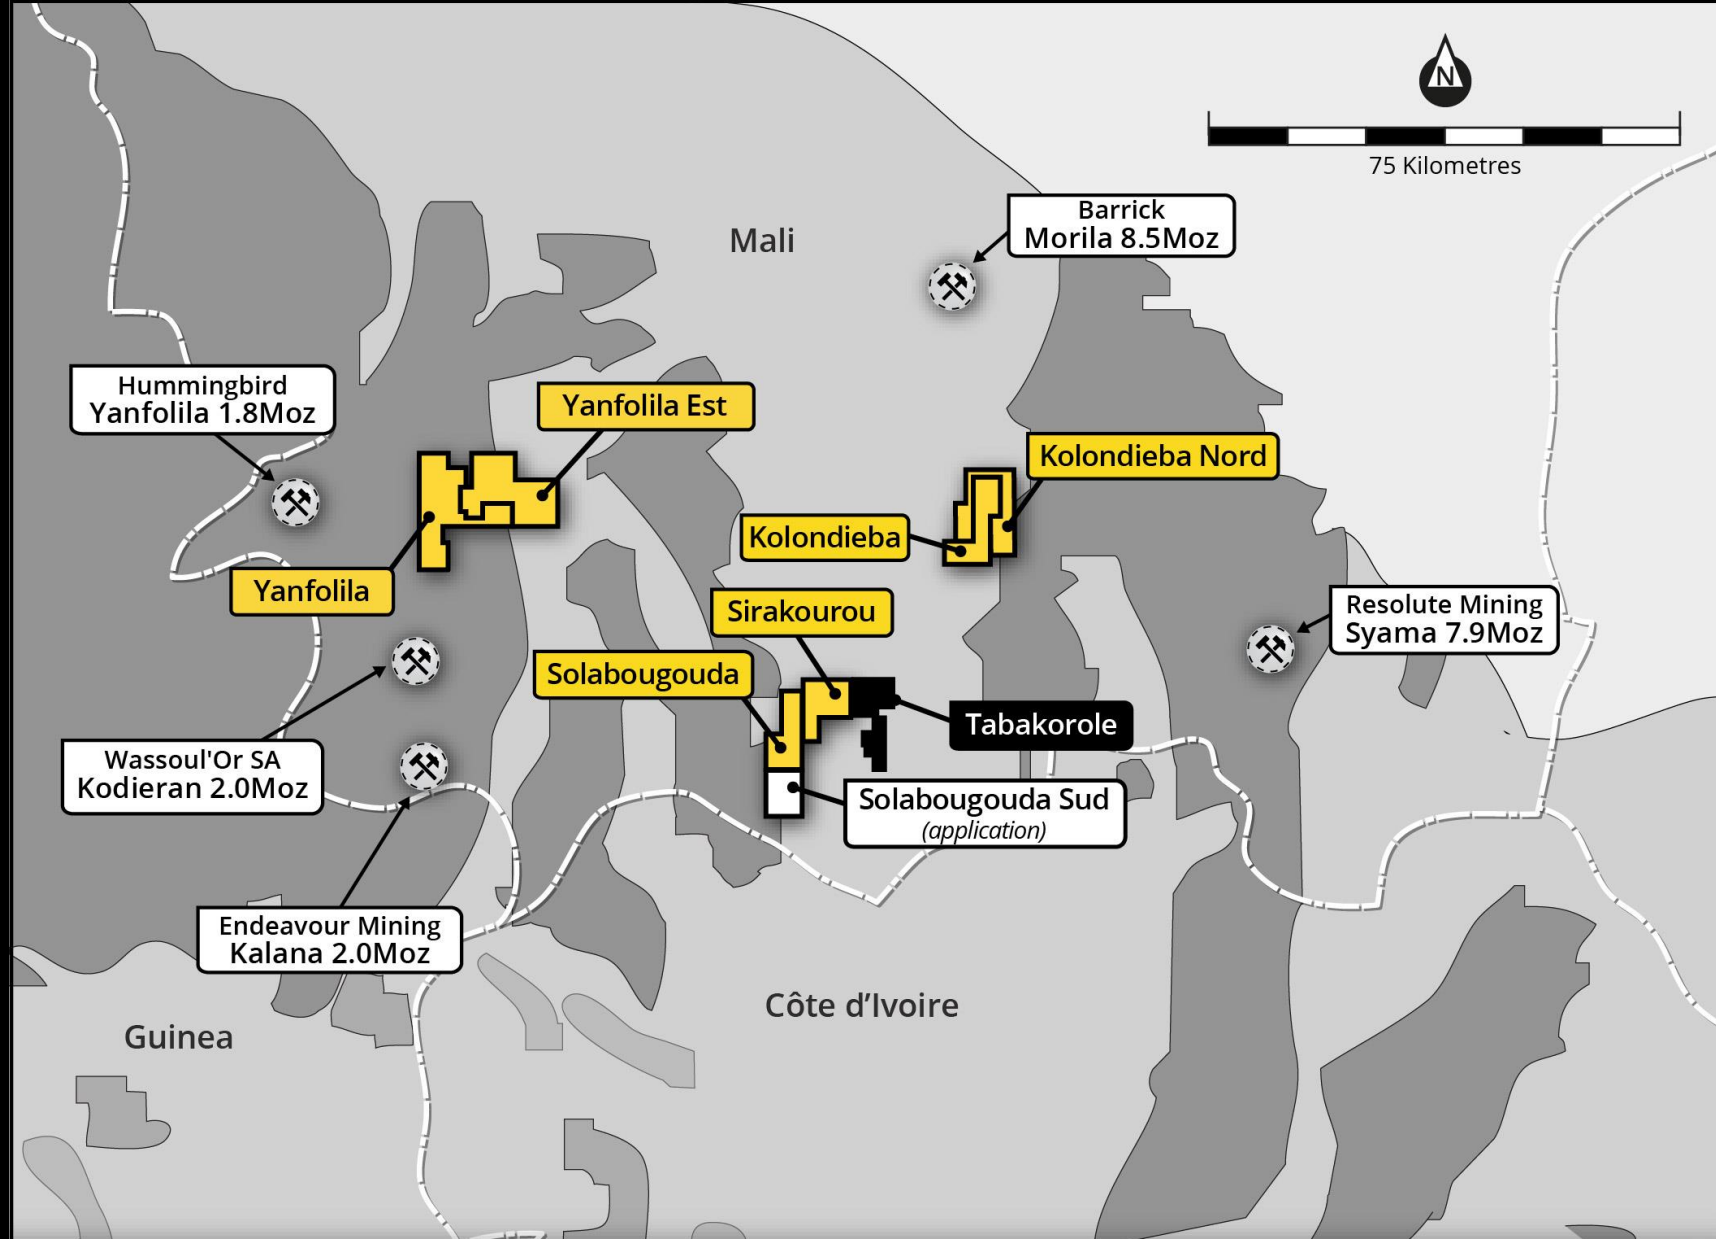 N
75 Kilometres
Barrick
Morila 8.5Moz
Mali
Hummingbird
Yanfolila 1.8Moz
Yanfolila Est
Kolondieba Nord
Kolondieba
Yanfolila
Sirakourou
Resolute Mining
Syama 7.9Moz
Solabougouda
Tabakorole
Wassoul'Or SA
Kodieran 2.0Moz
Solabougouda Sud
(application)
Endeavour Mining
Kalana 2.0Moz
Côte d’Ivoire
Guinea